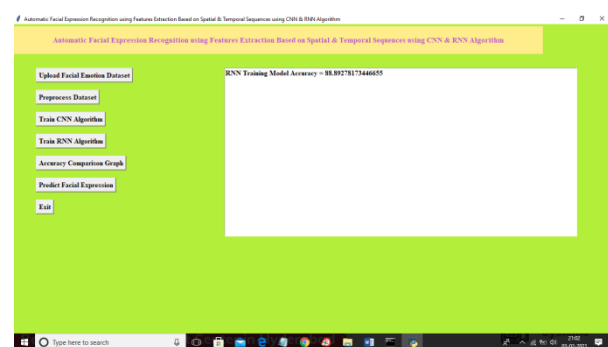 Automatic Facial Expression Recognition using Features Extraction Based on Spatial & Temporal Sequences using CNN & RNN Algorithm
Automatic Facial Expression Recognition using Features Extraction Based on Spatial & Temporal Sequences using CNN & RNN Algorithm
Upload Facial Emotion Dataset
RNN Training Model Accuracy = 88.89278173446655
Preprocess Dataset
Train CNN Algorithm
Train RNN Algorithm
Accuracy Comparison Graph
Predict Facial Expression
Exit
Type here to search
21:02